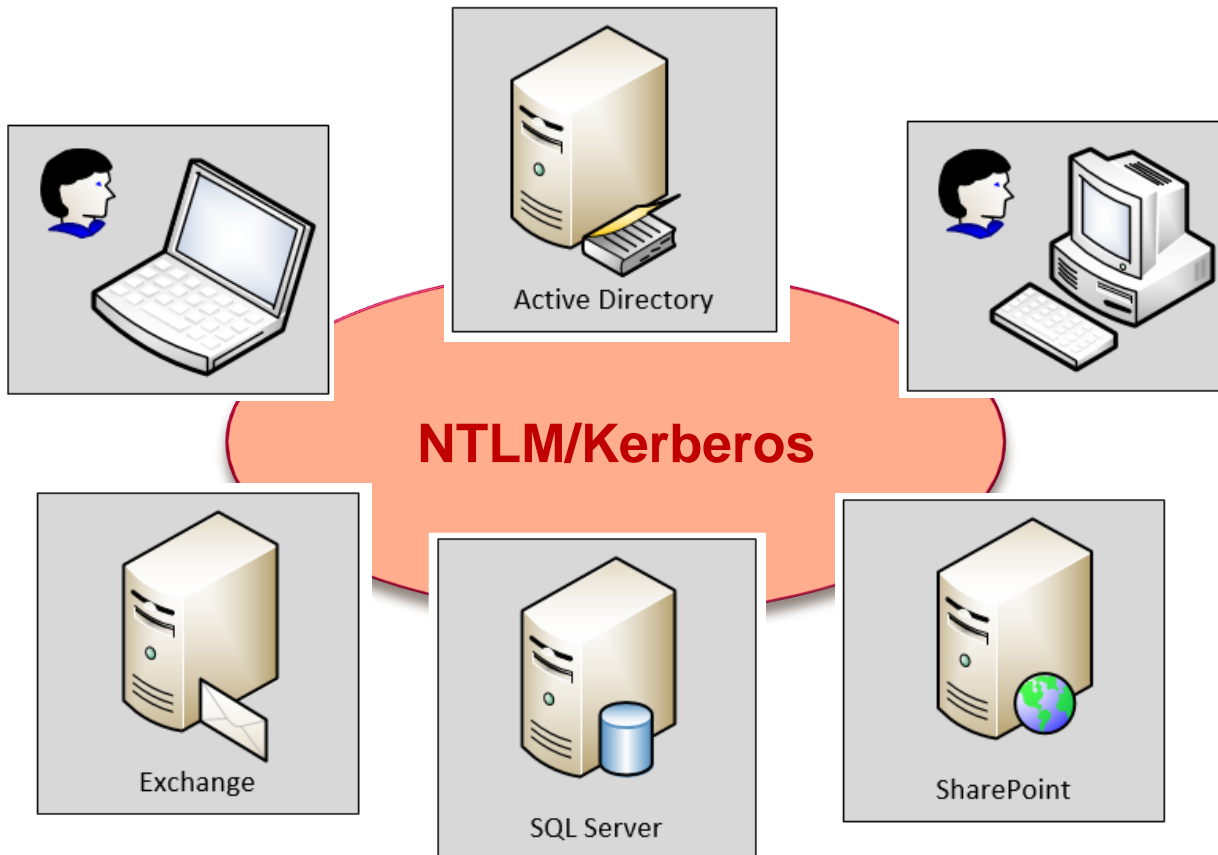 Active Directory
NTLM/Kerberos
Exchange
SQL Server
SharePoint